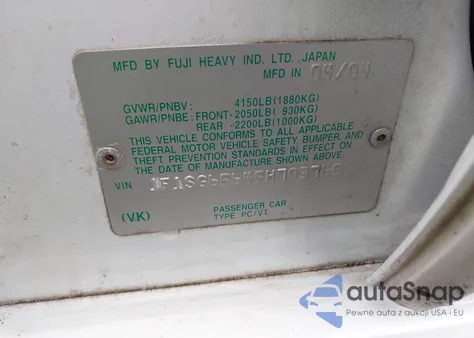 MFD BY FUJI HEAVY IND. LTD. JAPAN
MFD IN 04/04
GVWR/PNBV: 4150LB(1880KG)
GAWR/PNBE: FRONT-2050LB( 930KG)
REAR -2200LB(1000KG)
THIS VEHICLE CONFORMS TO ALL APPLICABLE
FEDERAL MOTOR VEHICLE SAFETY, BUMPER, AND
THEFT PREVENTION STANDARDS IN EFFECT ON
THE DATE OF MANUFACTURE SHOWN ABOVE.
VIN
(VK) PASSENGER CAR
TYPE PC/VT
autoSnap
Pewne auta z aukcji USA i EU